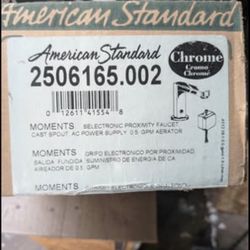 American Standard
American Standard
2506165.002
Chrome
Cromo
Chromé
0 12611 41554 8
MOMENTS SELECTRONIC PROXIMITY FAUCET
CAST SPOUT, AC POWER SUPPLY 0.5 GPM AERATOR
MOMENTS GRIFO ELECTRONICO POR PROXIMIDAD,
SALIDA FUNDIDA SUMINISTRO DE ENERGIA DE CA
AIREADOR DE 0.5 GPM